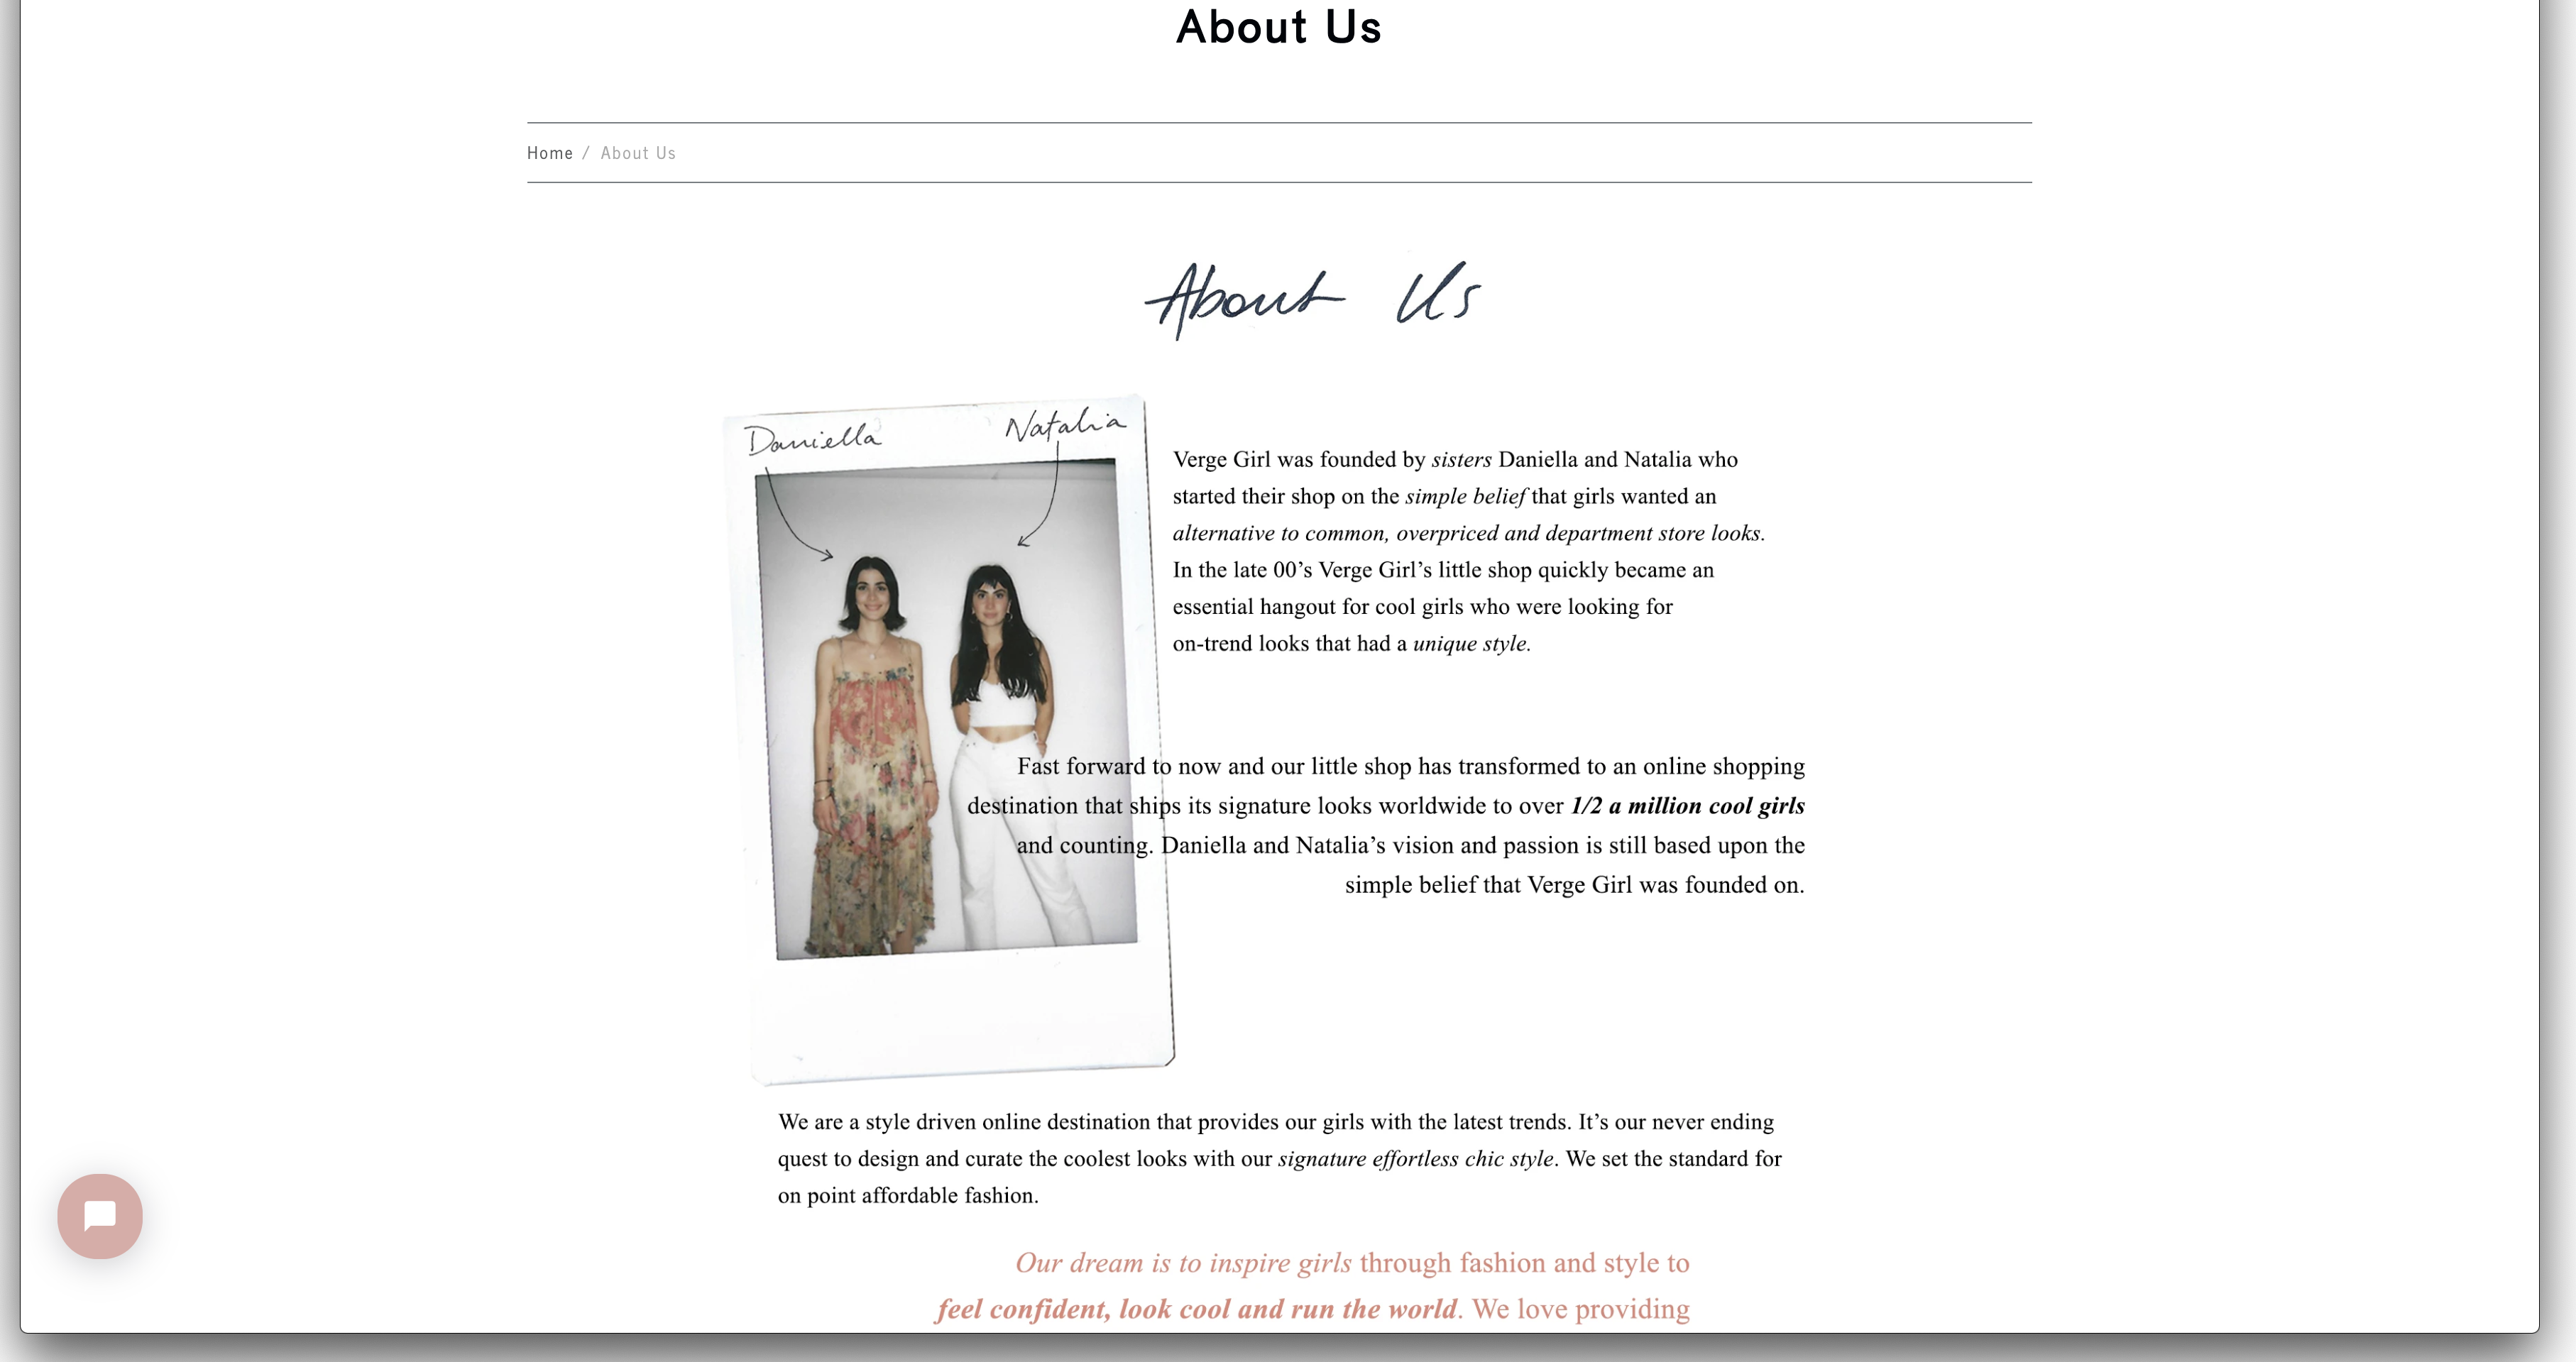 About Us
Home / About Us
About Us
Daniella
Natalia
Verge Girl was founded by sisters Daniella and Natalia who
started their shop on the simple belief that girls wanted an
alternative to common, overpriced and department store looks.
In the late 00’s Verge Girl’s little shop quickly became an
essential hangout for cool girls who were looking for
on-trend looks that had a unique style.
Fast forward to now and our little shop has transformed to an online shopping
destination that ships its signature looks worldwide to over 1/2 a million cool girls
and counting. Daniella and Natalia’s vision and passion is still based upon the
simple belief that Verge Girl was founded on.
We are a style driven online destination that provides our girls with the latest trends. It’s our never ending
quest to design and curate the coolest looks with our signature effortless chic style. We set the standard for
on point affordable fashion.
Our dream is to inspire girls through fashion and style to
feel confident, look cool and run the world. We love providing